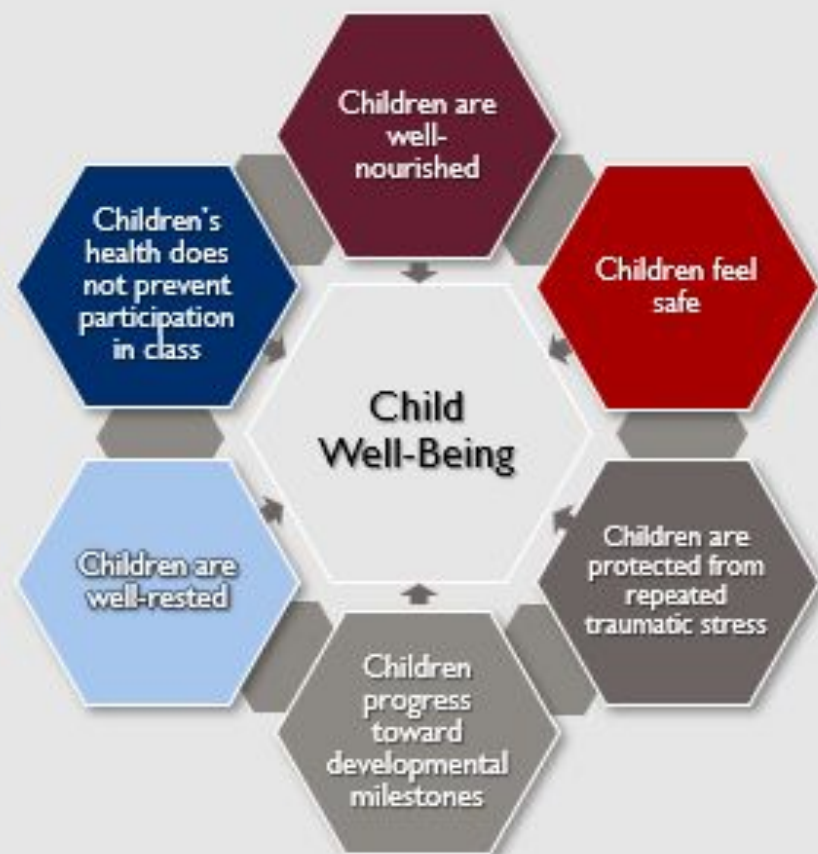 Children are
well-
nourished
Children feel
safe
Children are
protected from
repeated
traumatic stress
Children
progress
toward
developmental
milestones
Children are
well-rested
Children's
health does
not prevent
participation
in class
Child
Well-Being